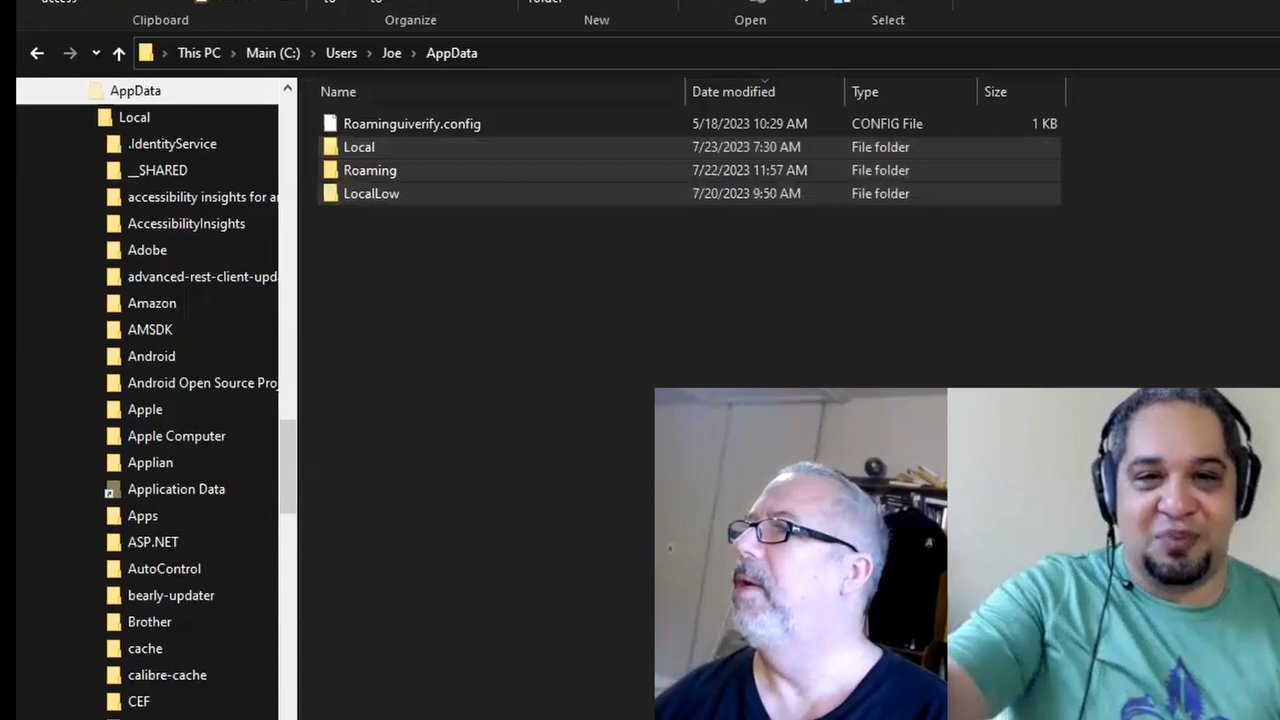 access
to
to
folder
Clipboard
Organize
New
Open
Select
This PC > Main (C:) > Users > Joe > AppData
AppData
Local
.IdentityService
__SHARED
accessibility insights for
AccessibilityInsights
Adobe
advanced-rest-client-upd
Amazon
AMSDK
Android
Android Open Source Pro
Apple
Apple Computer
Applian
Application Data
Apps
ASP.NET
AutoControl
bearly-updater
Brother
cache
calibre-cache
CEF
Name Date modified Type Size
Roaminguiverify.config 5/18/2023 10:29 AM CONFIG File 1 KB
Local 7/23/2023 7:30 AM File folder
Roaming 7/22/2023 11:57 AM File folder
LocalLow 7/20/2023 9:50 AM File folder